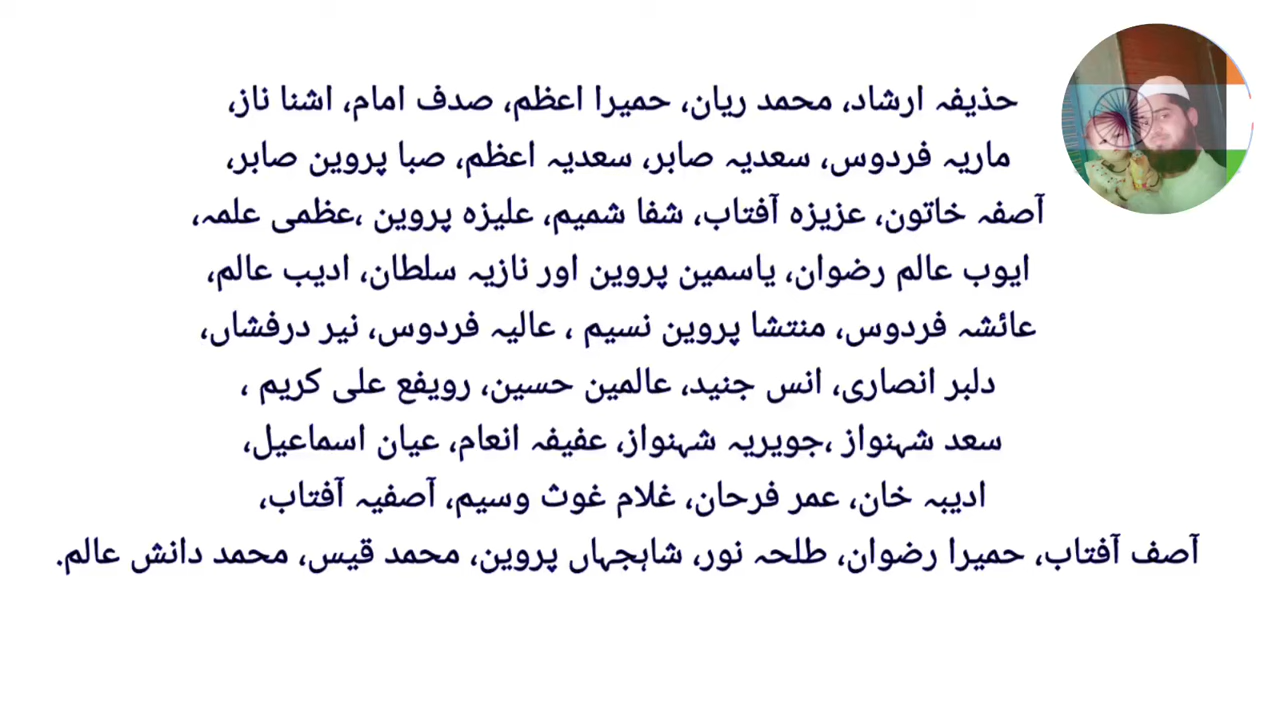 حذیفہ ارشاد، محمد ریان، حمیرا اعظم، صدف امام، اشنا ناز،
ماریہ فردوس، سعدیہ صابر، سعدیہ اعظم، صبا پروین صابر،
آصفہ خاتون، عزیزہ آفتاب، شفا شمیم، علیزہ پروین ،عظمی علمہ،
ایوب عالم رضوان، یاسمین پروین اور نازیہ سلطان، ادیب عالم،
عائشہ فردوس، منتشا پروین نسیم ، عالیہ فردوس، نیر درفشاں،
دلبر انصاری، انس جنید، عالمین حسین، رویفع علی کریم ،
سعد شہنواز ،جویریہ شہنواز، عفیفہ انعام، عیان اسماعیل،
ادیبہ خان، عمر فرحان، غلام غوث وسیم، آصفیہ آفتاب،
آصف آفتاب، حمیرا رضوان، طلحہ نور، شاہجہاں پروین، محمد قیس، محمد دانش عالم.